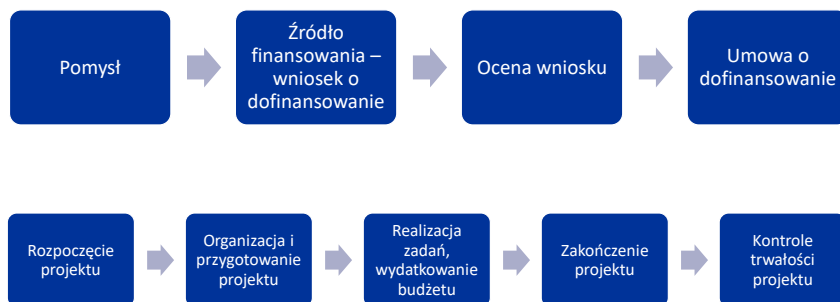 Pomysł
Źródło
finansowania –
wniosek o
dofinansowanie
Ocena wniosku
Umowa o
dofinansowanie
Rozpoczęcie
projektu
Organizacja i
przygotowanie
projektu
Realizacja
zadań,
wydatkowanie
budżetu
Zakończenie
projektu
Kontrole
trwałości
projektu